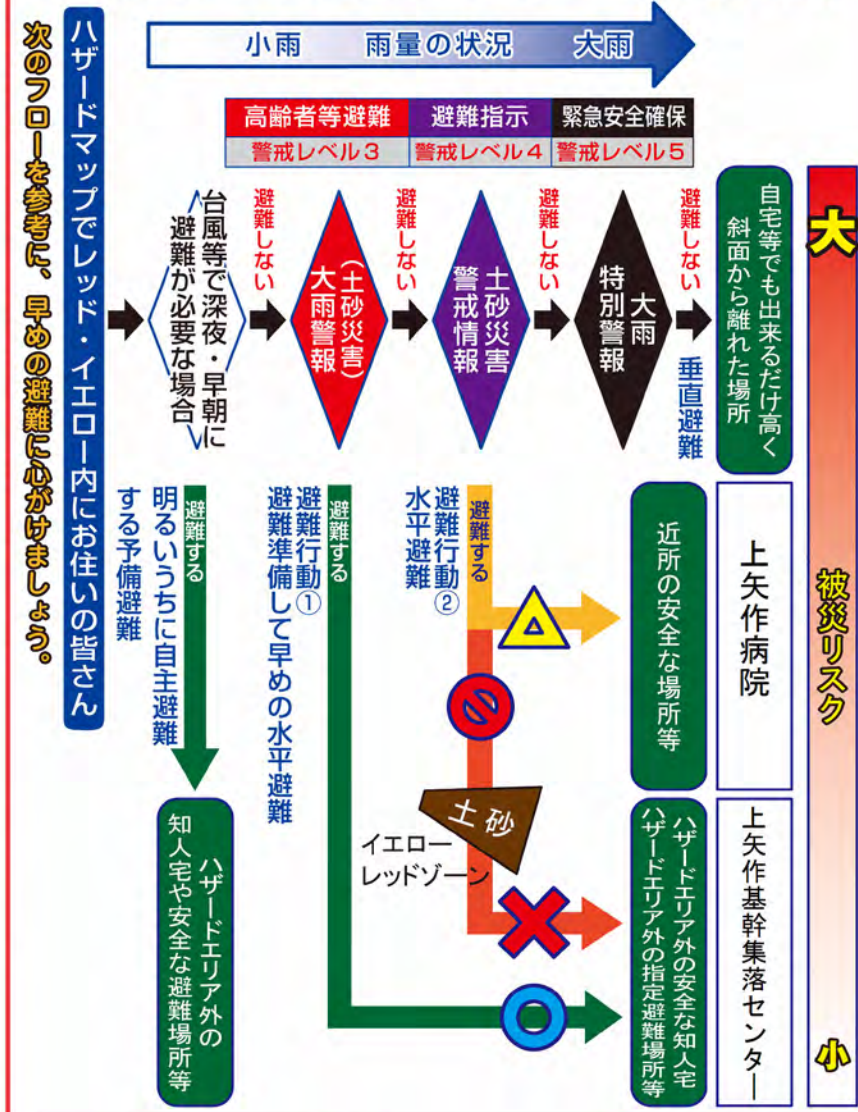 ハザードマップでレッド・イエロー内にお住いの皆さん
次のフローを参考に、早めの避難に心がけましょう。
小雨 雨量の状況 大雨
高齢者等避難 避難指示 緊急安全確保
警戒レベル3 警戒レベル4 警戒レベル5
台風等で深夜・早朝に
避難が必要な場合
避難しない
大雨警報
(土砂災害)
避難しない
土砂災害
警戒情報
避難しない
大雨
特別警報
避難しない
垂直避難
自宅等でも出来るだけ高く
斜面から離れた場所
避難する
明るいうちに自主避難
する予備避難
ハザードエリア外の
知人宅や安全な避難場所等
避難する
避難行動①
避難準備して早めの水平避難
避難する
避難行動②
水平避難
土砂
イエロー
レッドゾーン
近所の安全な場所等
上矢作病院
ハザードエリア外の安全な知人宅
ハザードエリア外の指定避難場所等
上矢作基幹集落センター
大
被災リスク
小